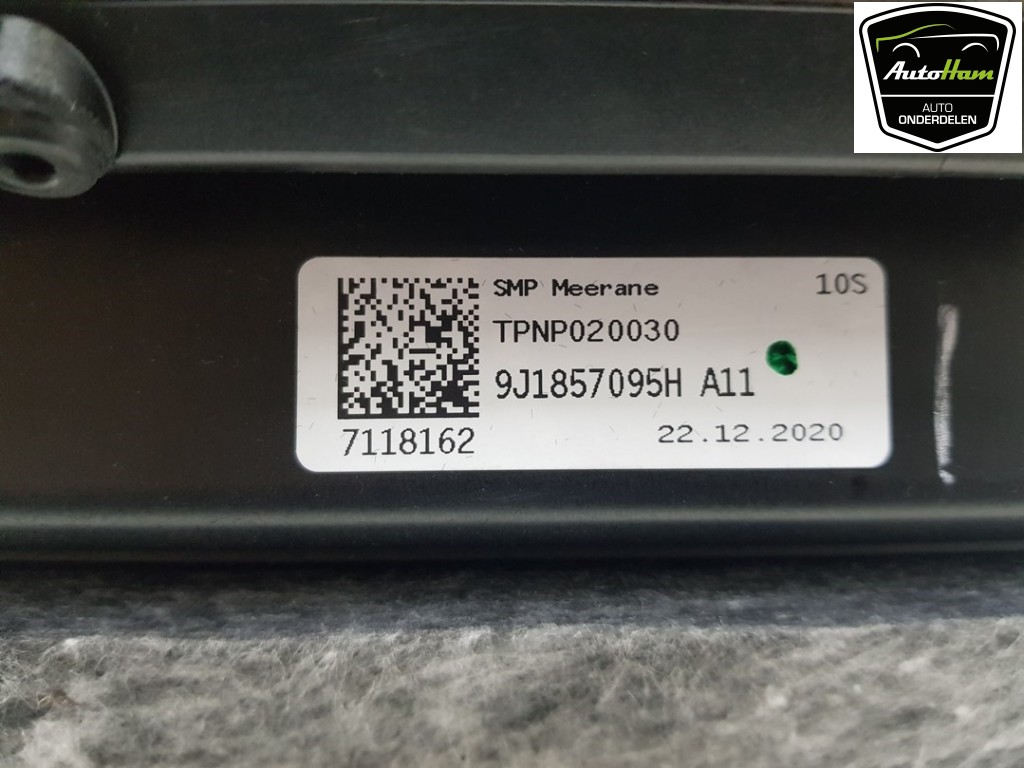 AutoHam
AUTO
ONDERDELEN
SMP Meerane
10S
TPNP020030
9J1857095H A11
7118162
22.12.2020